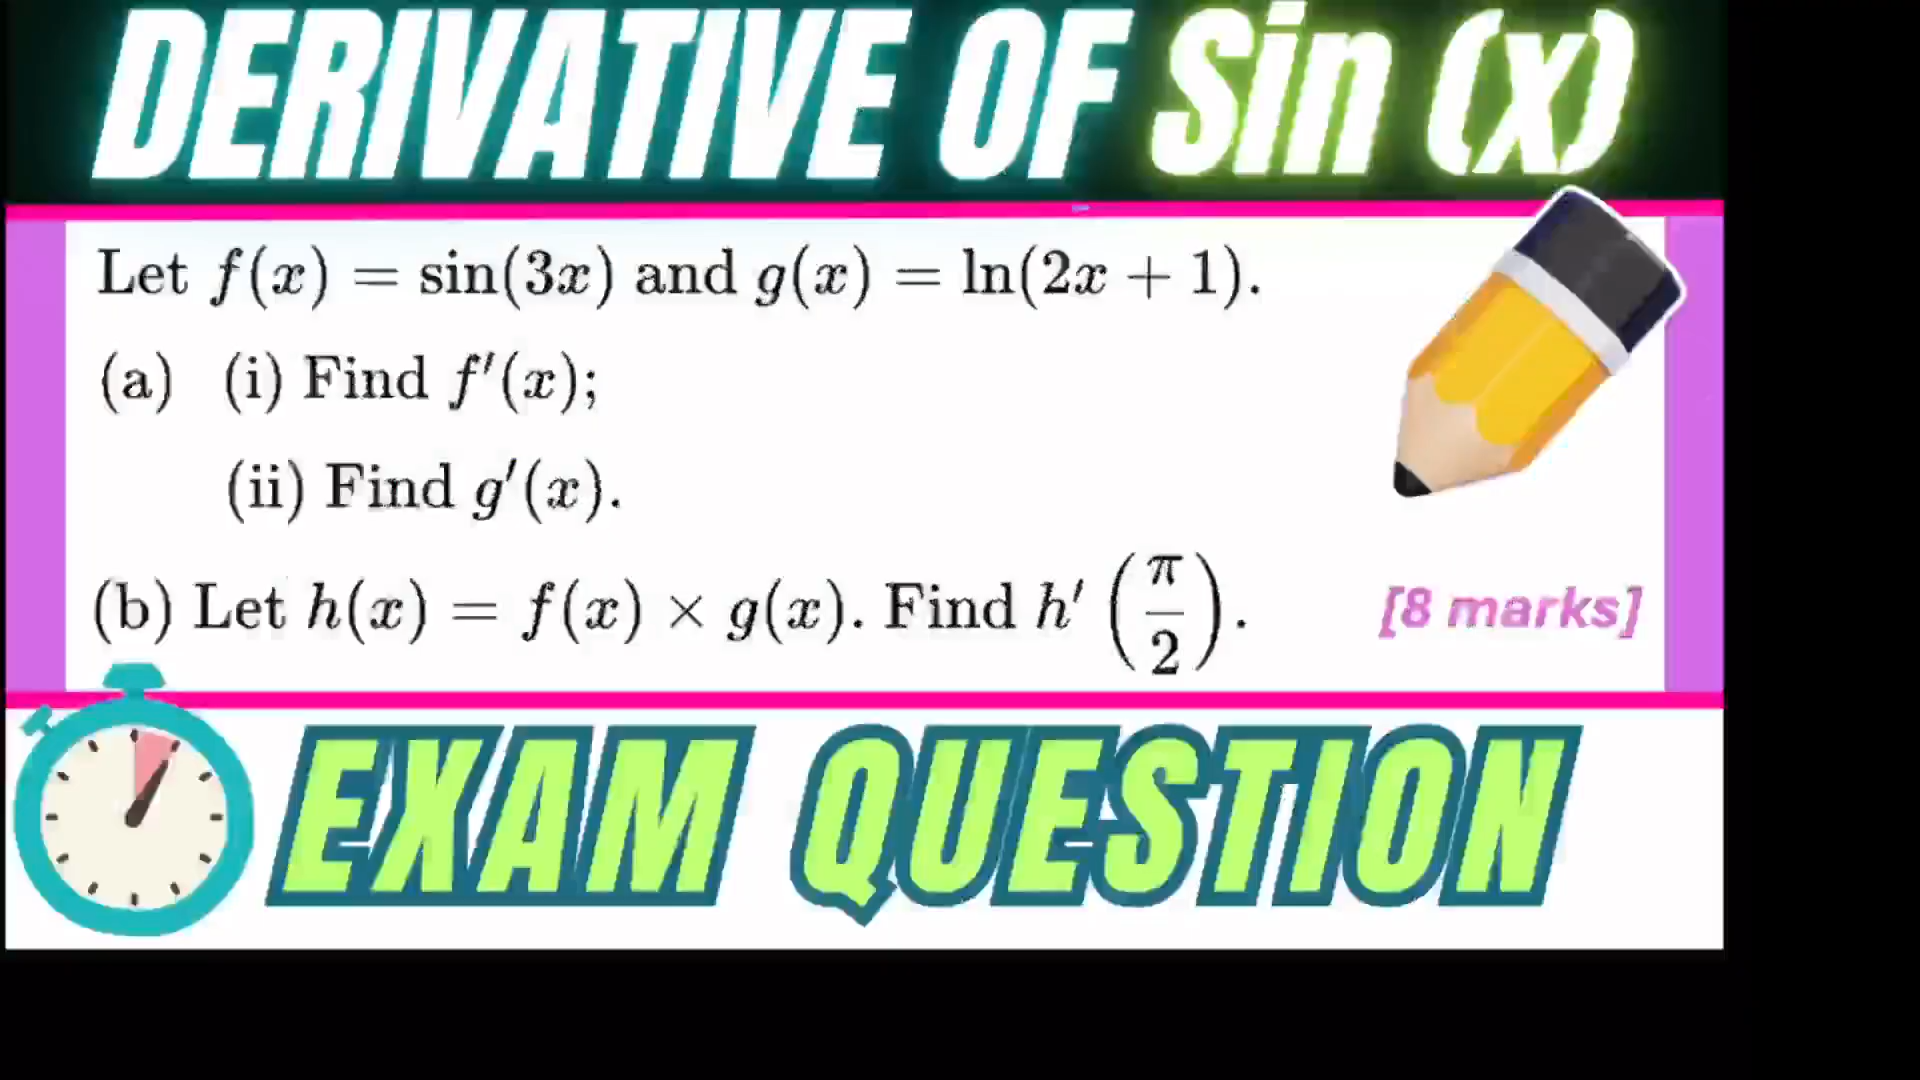 DERIVATIVE OF Sin (x)
Let f(x) = sin(3x) and g(x) = ln(2x + 1).
(a) (i) Find f′(x);
(ii) Find g′(x).
(b) Let h(x) = f(x) × g(x). Find h′(π/2). [8 marks]
EXAM QUESTION